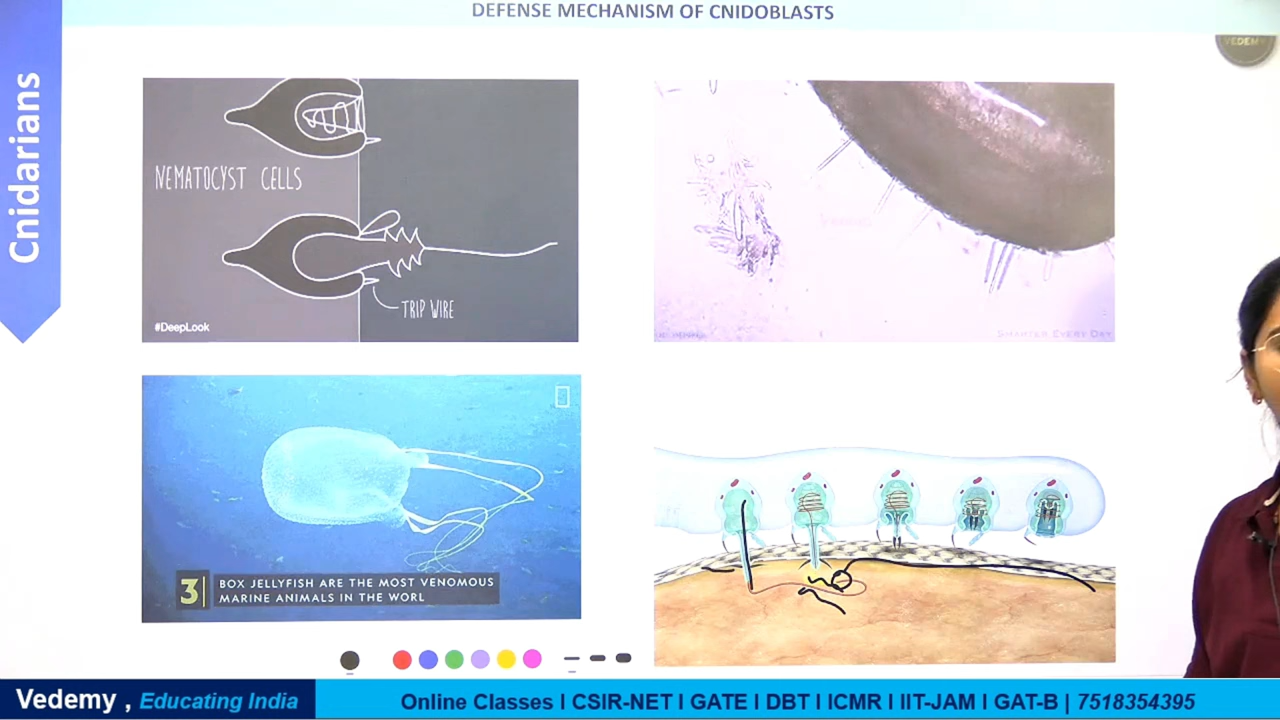 DEFENSE MECHANISM OF CNIDOBLASTS
Cnidarians
VEDEMY
NEMATOCYST CELLS
TRIP WIRE
#DeepLook
SMARTER EVERY DAY
3
BOX JELLYFISH ARE THE MOST VENOMOUS
MARINE ANIMALS IN THE WORL
Vedemy , Educating India
Online Classes I CSIR-NET I GATE I DBT I ICMR I IIT-JAM I GAT-B | 7518354395